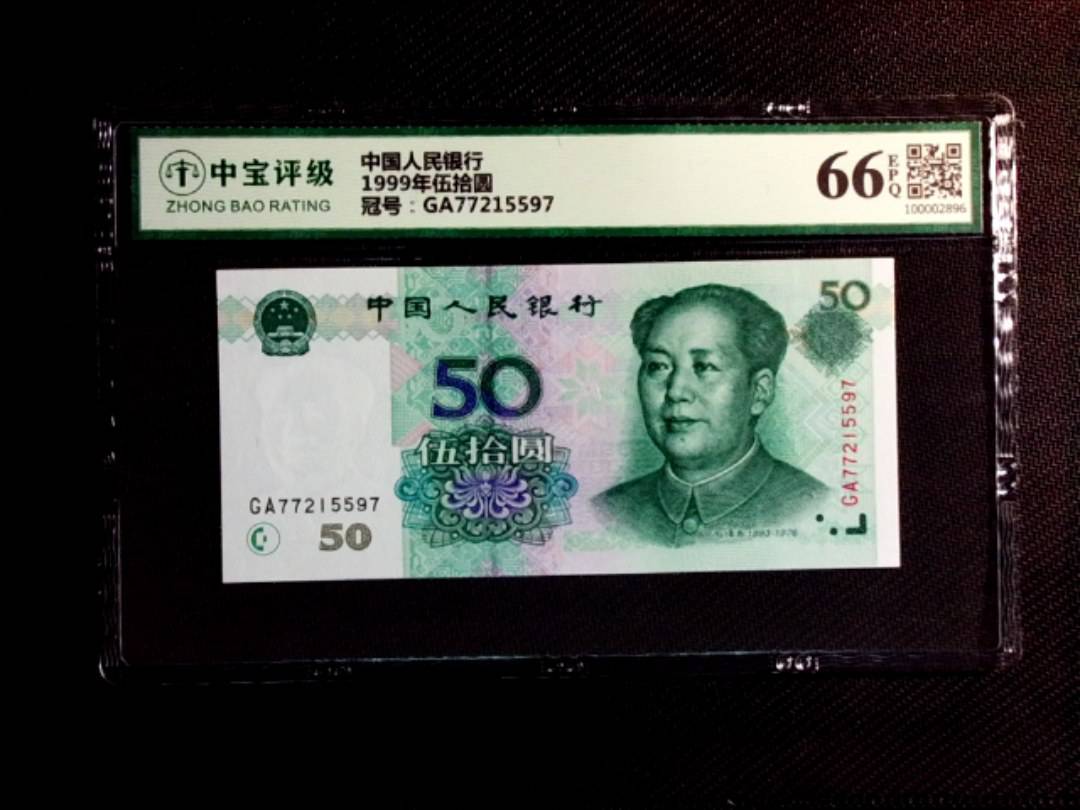 中宝评级
ZHONG BAO RATING
中国人民银行
1999年伍拾圆
冠号：GA77215597
66
EPQ
100002896
中国人民银行
50
50
伍拾圆
GA77215597
50
GA77215597
1893-1976